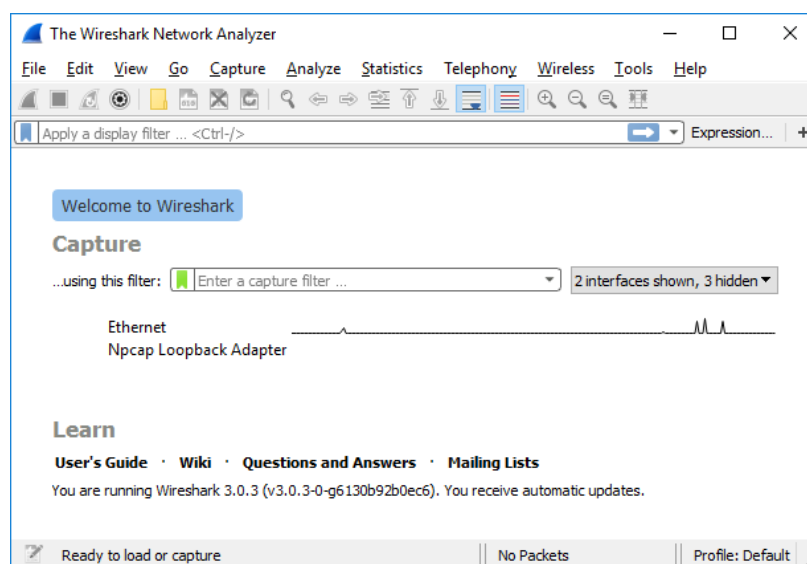 The Wireshark Network Analyzer
File Edit View Go Capture Analyze Statistics Telephony Wireless Tools Help
Apply a display filter ... <Ctrl-/> Expression... +
Welcome to Wireshark
Capture
...using this filter: Enter a capture filter ... 2 interfaces shown, 3 hidden
Ethernet
Npcap Loopback Adapter
Learn
User's Guide · Wiki · Questions and Answers · Mailing Lists
You are running Wireshark 3.0.3 (v3.0.3-0-g6130b92b0ec6). You receive automatic updates.
Ready to load or capture No Packets Profile: Default